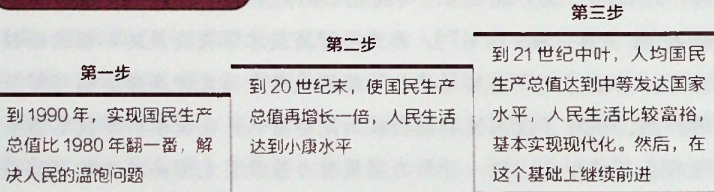 第一步
到1990年，实现国民生产
总值比1980年翻一番，解
决人民的温饱问题
第二步
到20世纪末，使国民生产
总值再增长一倍，人民生活
达到小康水平
第三步
到21世纪中叶，人均国民
生产总值达到中等发达国家
水平，人民生活比较富裕，
基本实现现代化。然后，在
这个基础上继续前进